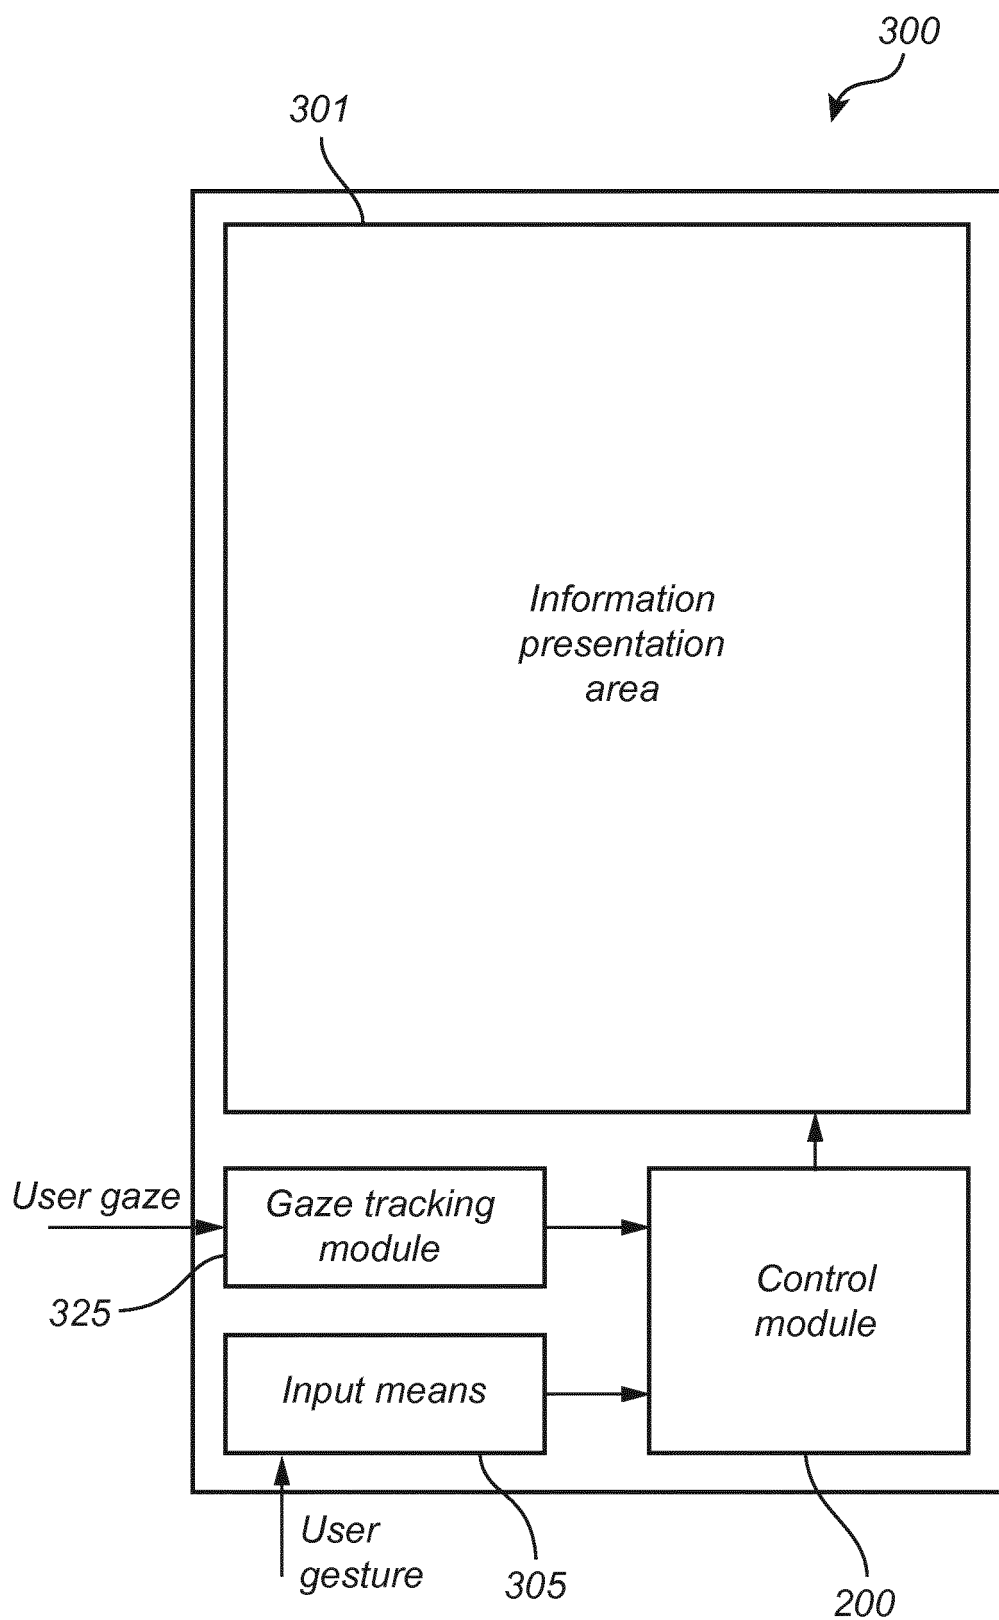 300
301
Information
presentation
area
User gaze
Gaze tracking
module
325
Control
module
Input means
User
gesture
305
200